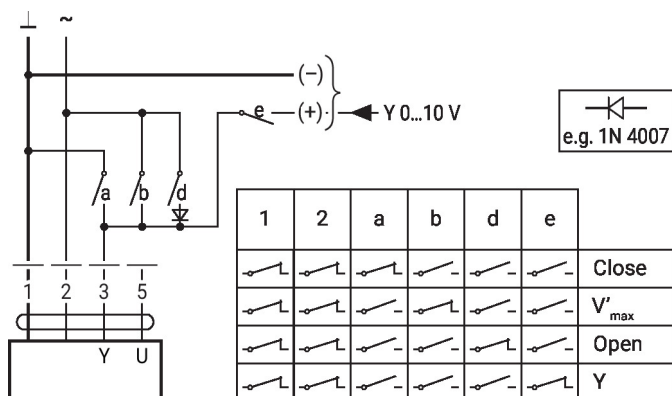 ⊥ ~
(–)
e (+) Y 0...10 V
e.g. 1N 4007
a b d
1 2 a b d e
Close
V'max
Open
Y
1 2 3 5
Y U